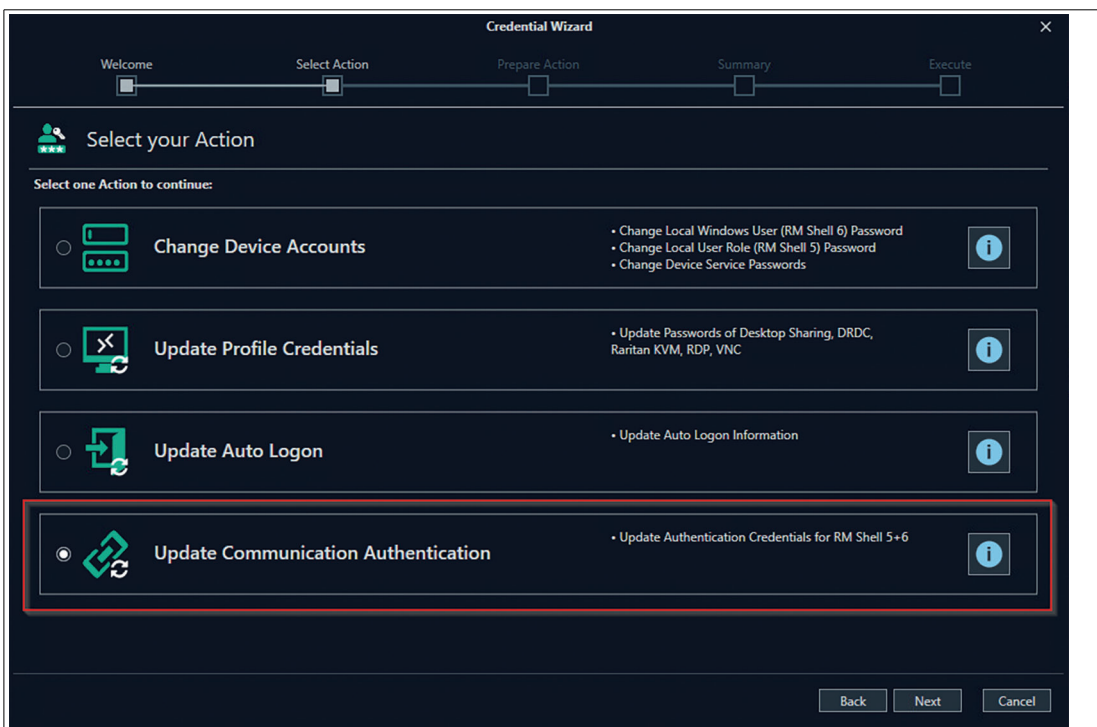 Credential Wizard
Welcome
Select Action
Prepare Action
Summary
Execute
Select your Action
Select one Action to continue:
Change Device Accounts
• Change Local Windows User (RM Shell 6) Password
• Change Local User Role (RM Shell 5) Password
• Change Device Service Passwords
Update Profile Credentials
• Update Passwords of Desktop Sharing, DRDC,
Raritan KVM, RDP, VNC
Update Auto Logon
• Update Auto Logon Information
Update Communication Authentication
• Update Authentication Credentials for RM Shell 5+6
Back
Next
Cancel